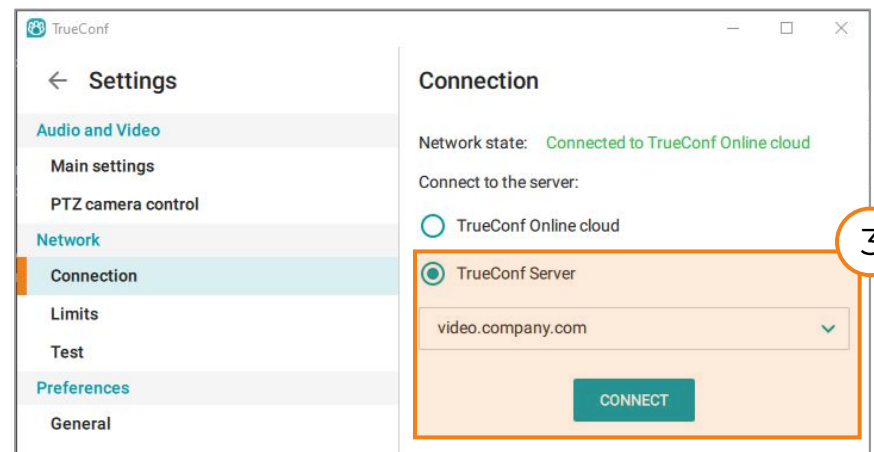 TrueConf
Settings
Audio and Video
Main settings
PTZ camera control
Network
Connection
Limits
Test
Preferences
General
Connection
Network state: Connected to TrueConf Online cloud
Connect to the server:
TrueConf Online cloud
3
TrueConf Server
video.company.com
CONNECT